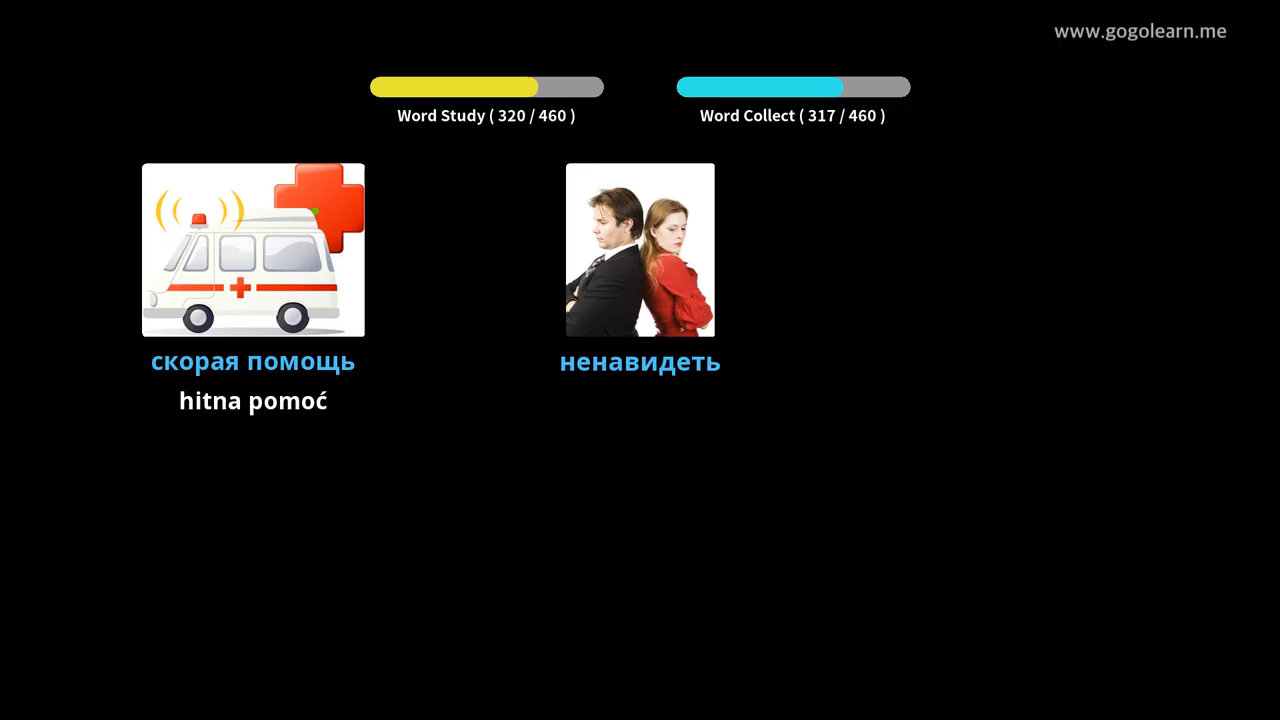 www.gogolearn.me
Word Study ( 320 / 460 )
Word Collect ( 317 / 460 )
скорая помощь
hitna pomoć
ненавидеть